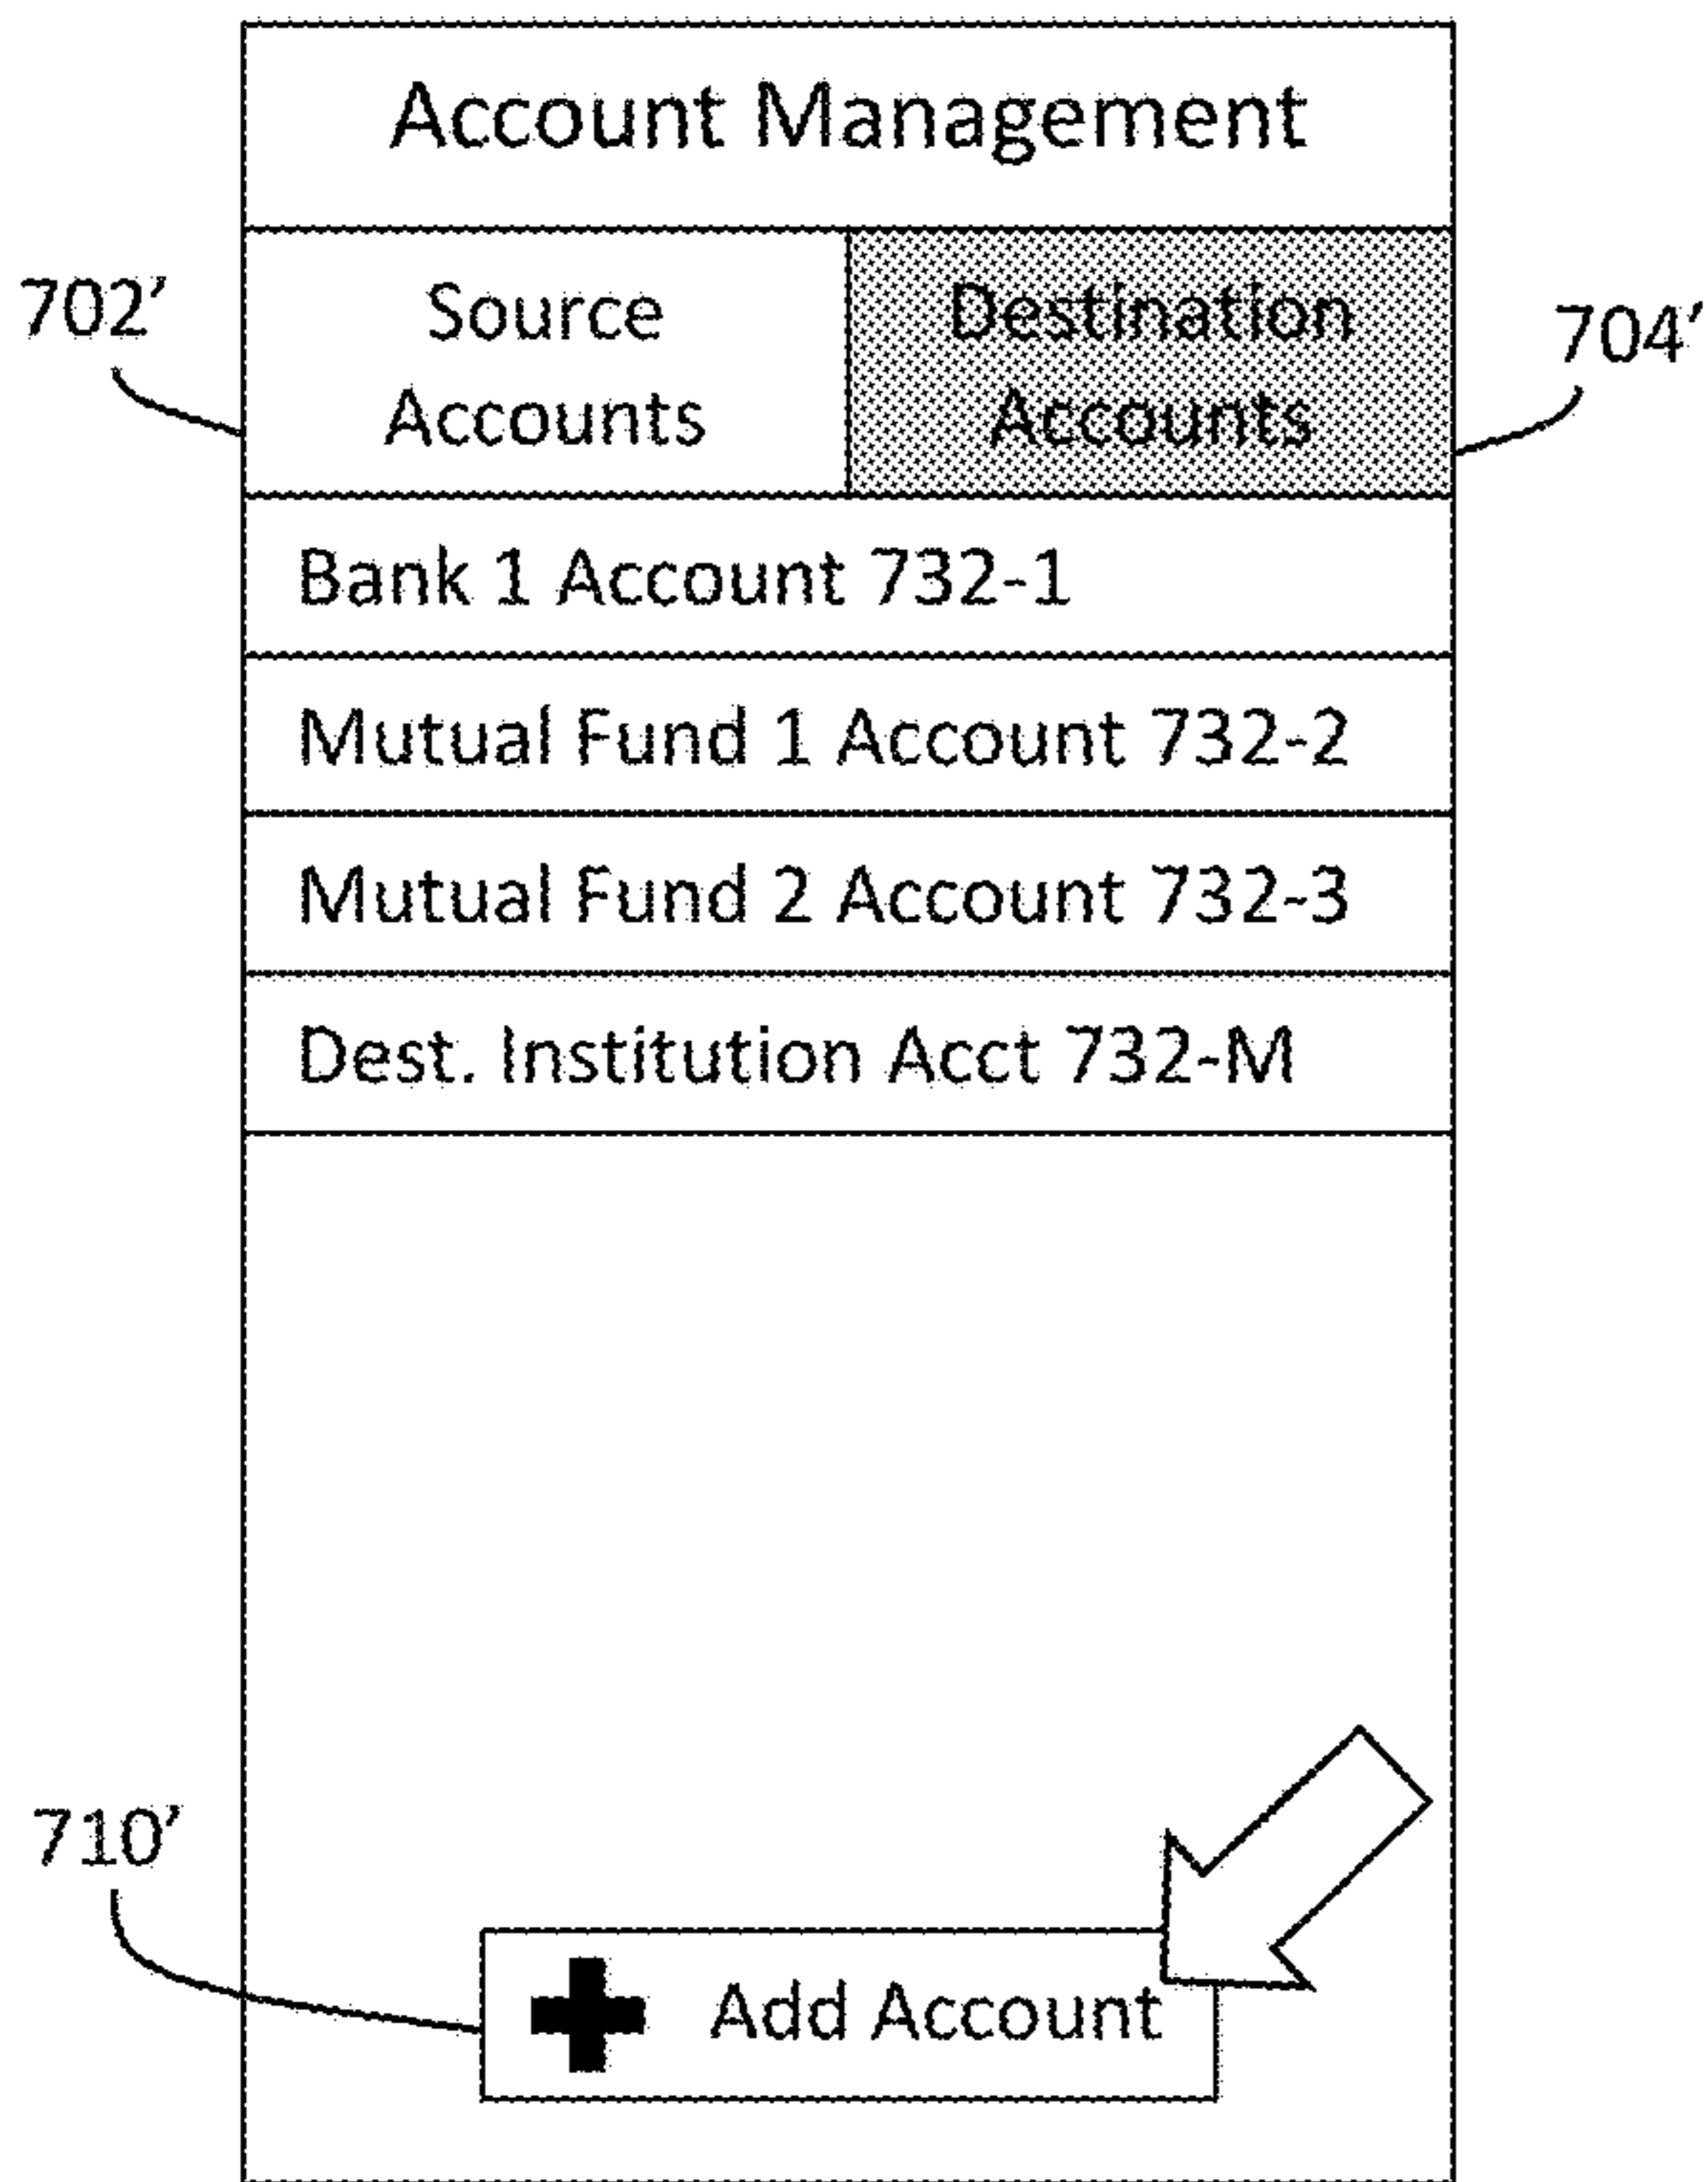 Account Management
702’
Source
Accounts
Destination
Accounts
704’
Bank 1 Account 732-1
Mutual Fund 1 Account 732-2
Mutual Fund 2 Account 732-3
Dest. Institution Acct 732-M
710’
Add Account